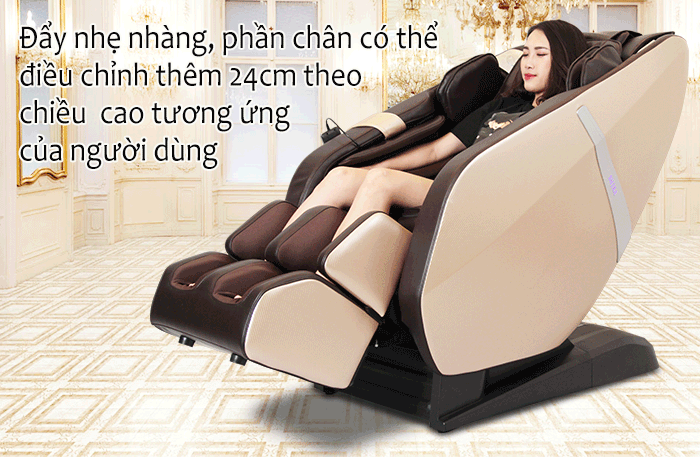 Đẩy nhẹ nhàng, phần chân có thể
điều chỉnh thêm 24cm theo
chiều cao tương ứng
của người dùng